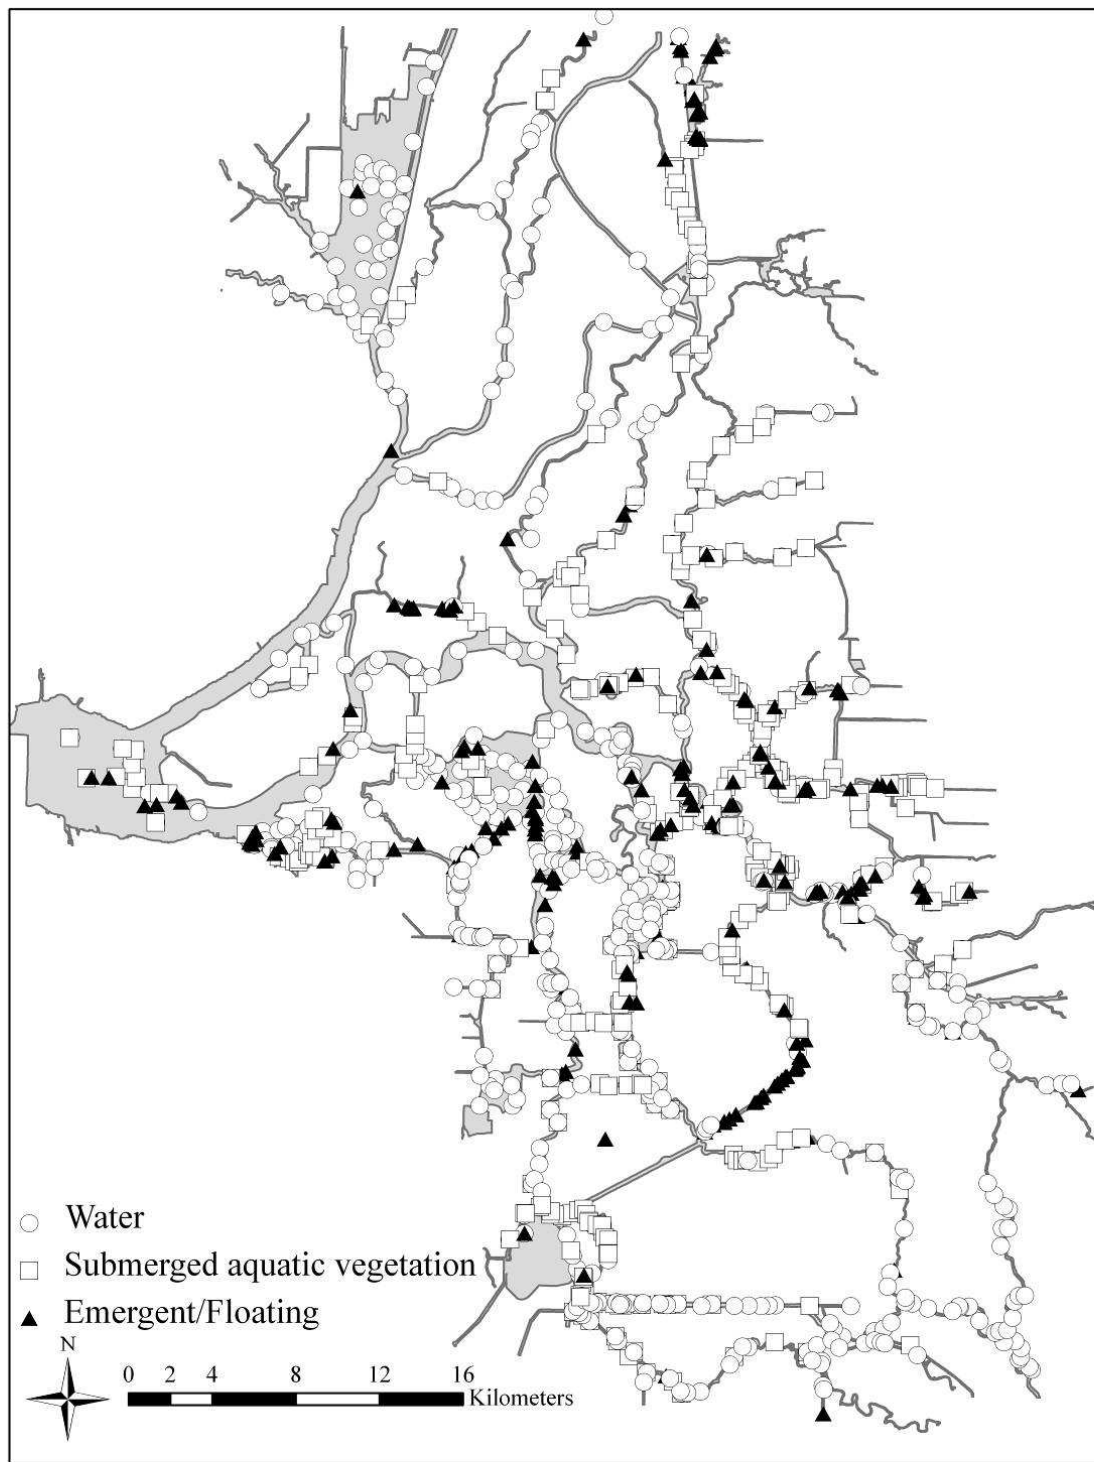 Water
Submerged aquatic vegetation
Emergent/Floating
N
0 2 4 8 12 16
Kilometers